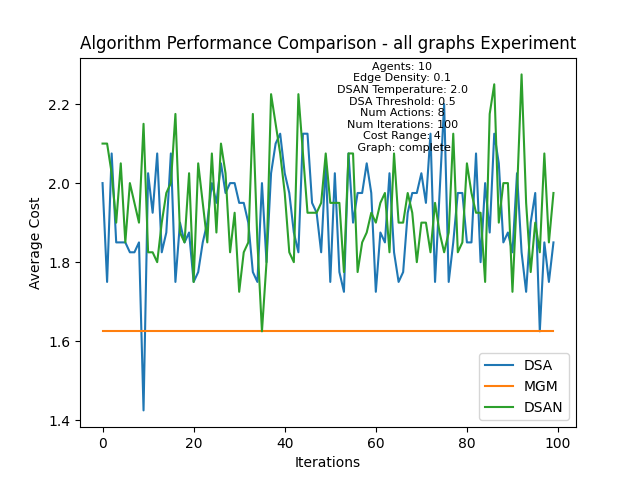 Algorithm Performance Comparison - all graphs Experiment
Agents: 10
Edge Density: 0.1
DSAN Temperature: 2.0
DSA Threshold: 0.5
Num Actions: 8
Num Iterations: 100
Cost Range: 4
Graph: complete
Average Cost
2.2
2.0
1.8
1.6
1.4
DSA
MGM
DSAN
0 20 40 60 80 100
Iterations